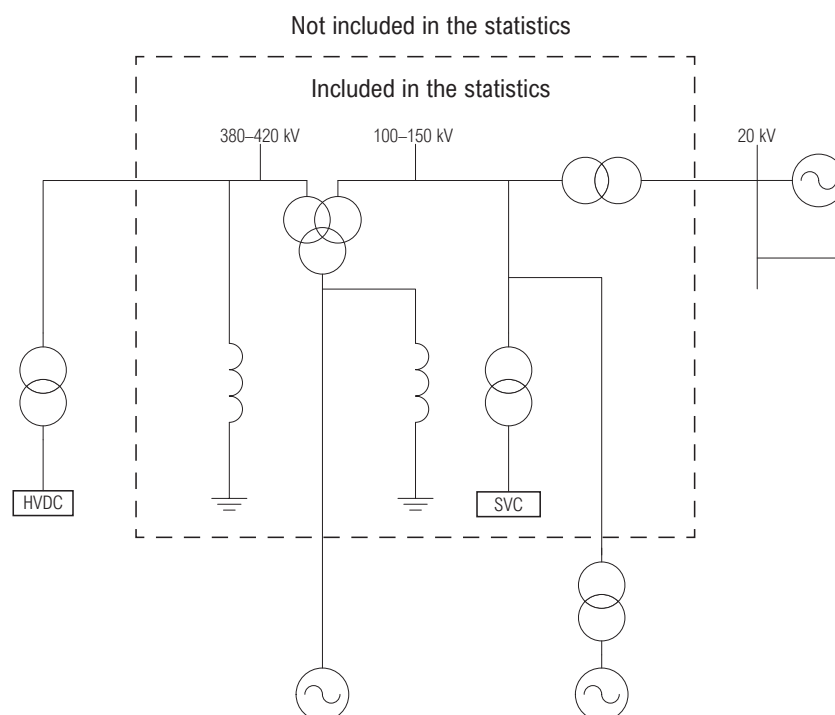 Not included in the statistics
Included in the statistics
380–420 kV
100–150 kV
20 kV
HVDC
SVC